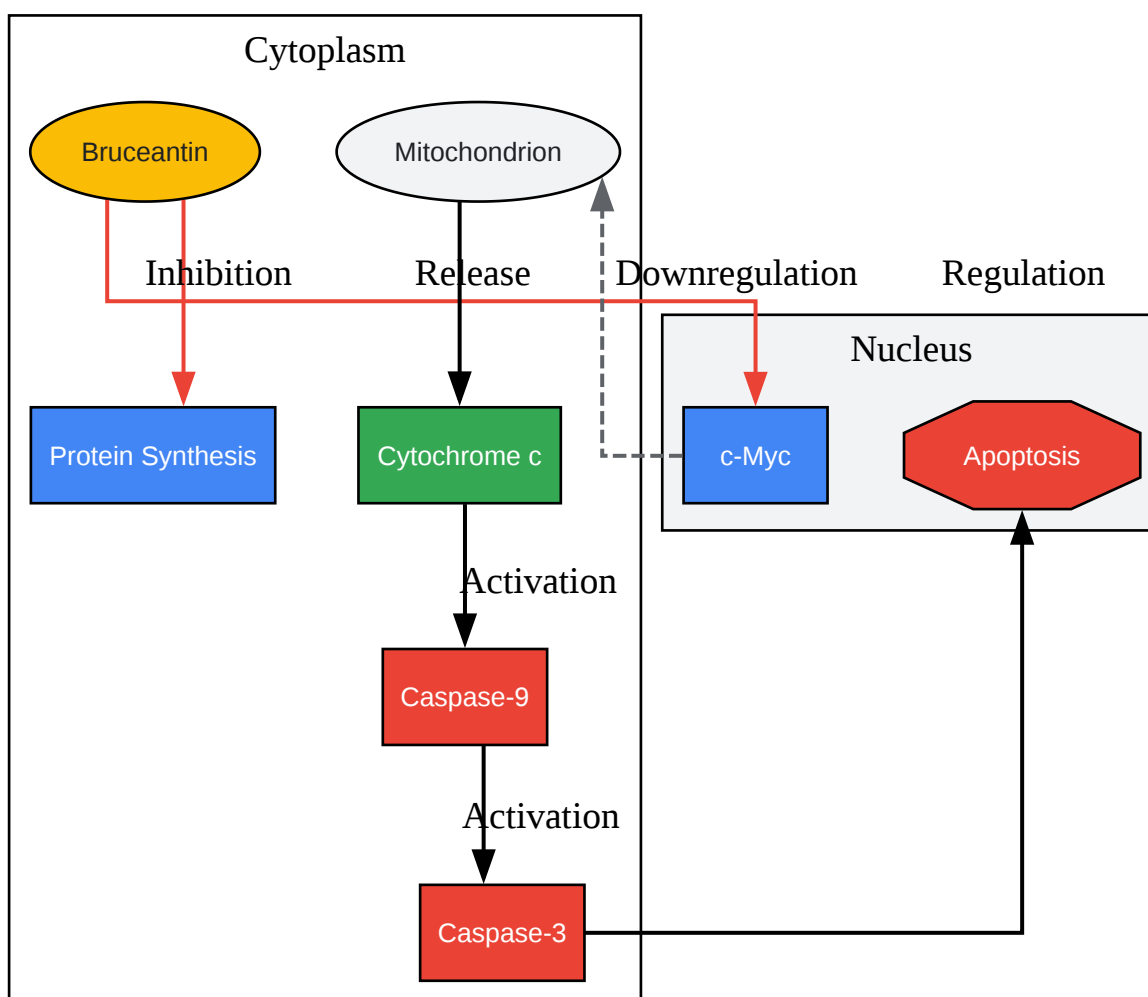 Cytoplasm
Bruceantin
Mitochondrion
Inhibition
Release
Downregulation
Regulation
Nucleus
Protein Synthesis
Cytochrome c
c-Myc
Apoptosis
Activation
Caspase-9
Activation
Caspase-3